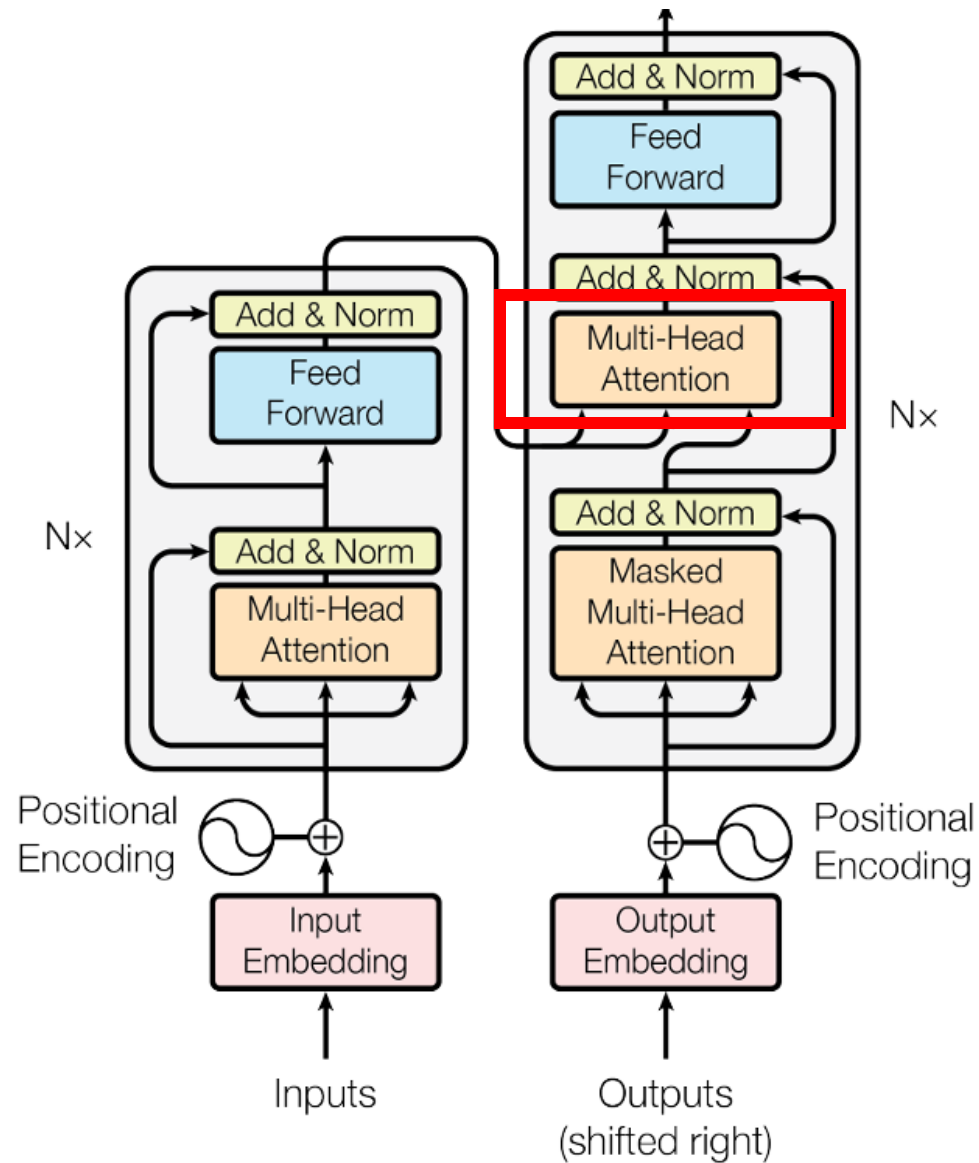 Add & Norm
Feed
Forward
Add & Norm
Multi-Head
Attention
Nx
Add & Norm
Masked
Multi-Head
Attention
Add & Norm
Feed
Forward
Nx
Add & Norm
Multi-Head
Attention
Positional
Encoding
Positional
Encoding
Input
Embedding
Output
Embedding
Inputs
Outputs
(shifted right)